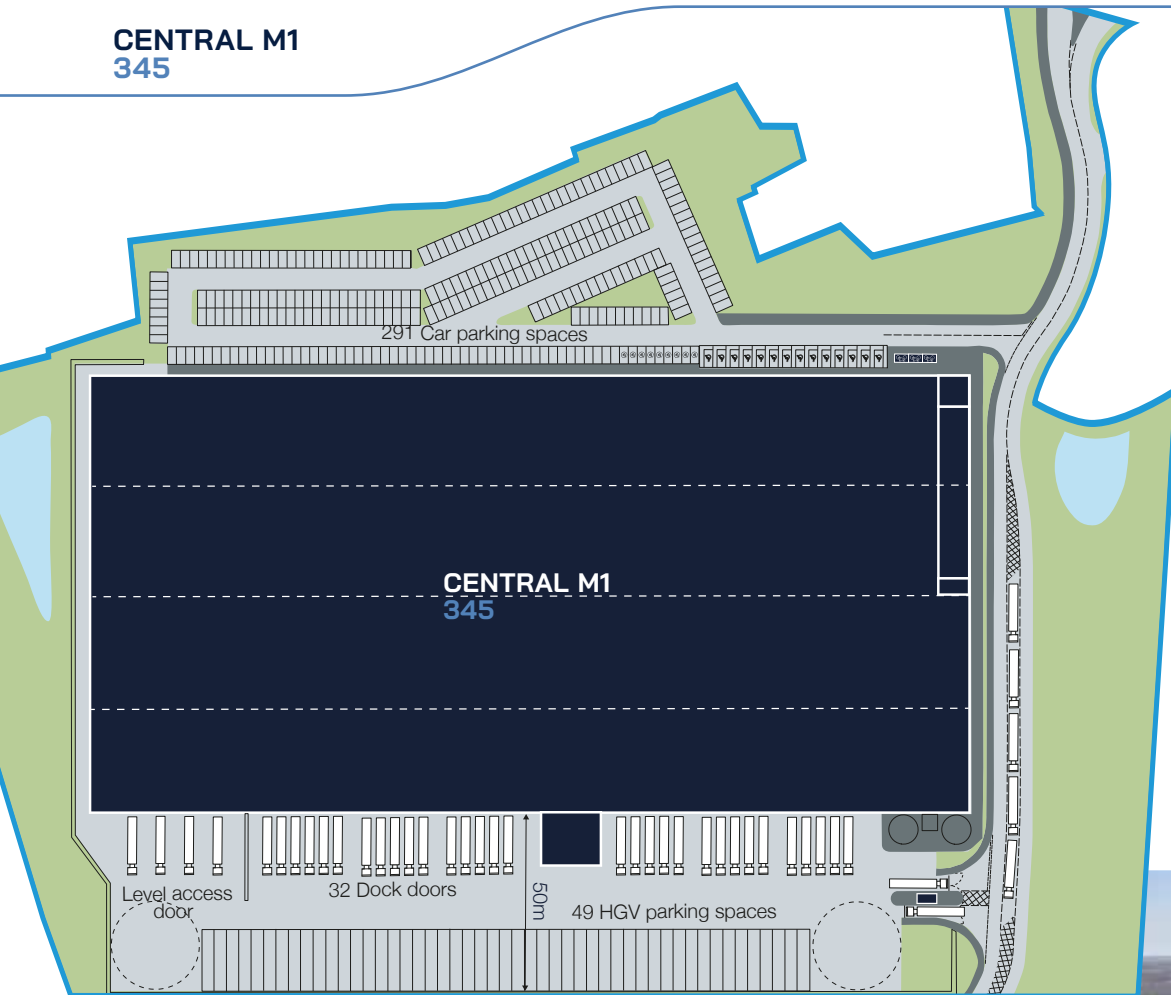 CENTRAL M1
345
291 Car parking spaces
CENTRAL M1
345
Level access
door
32 Dock doors
50m
49 HGV parking spaces